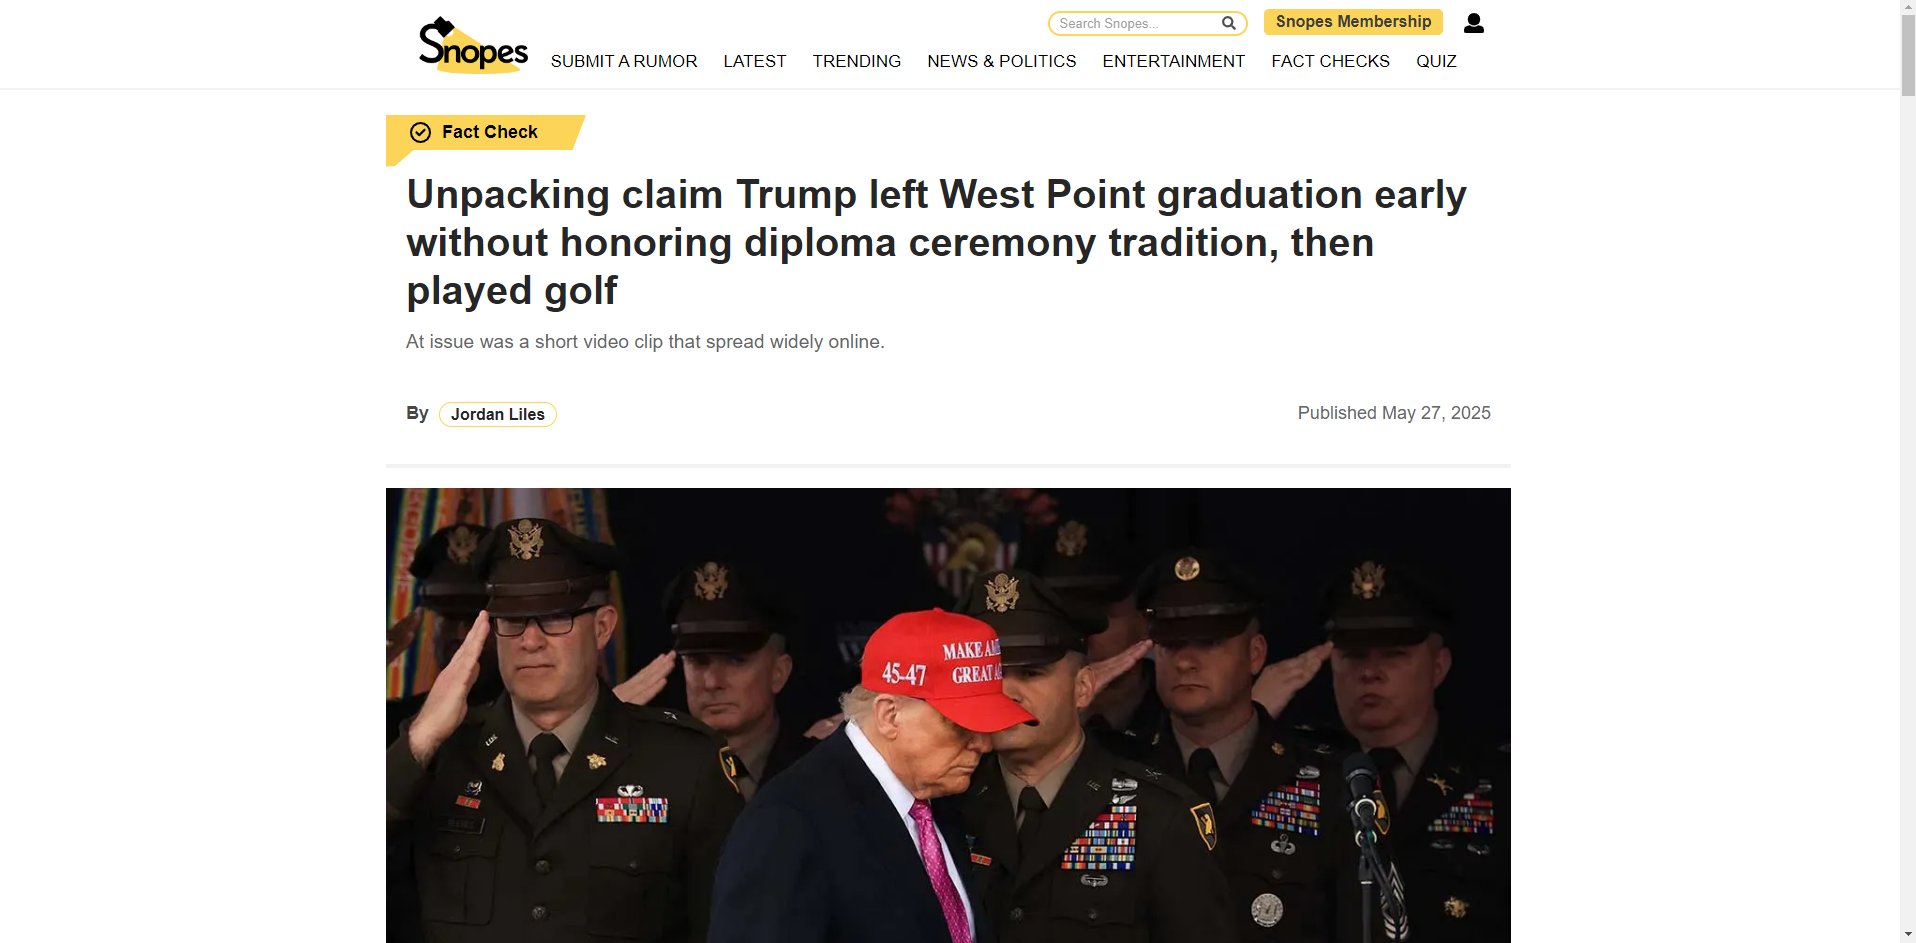 Snopes
Search Snopes...
Snopes Membership
SUBMIT A RUMOR
LATEST
TRENDING
NEWS & POLITICS
ENTERTAINMENT
FACT CHECKS
QUIZ
Fact Check
Unpacking claim Trump left West Point graduation early
without honoring diploma ceremony tradition, then
played golf
At issue was a short video clip that spread widely online.
By Jordan Liles
Published May 27, 2025
45-47
MAKE AM
GREAT A